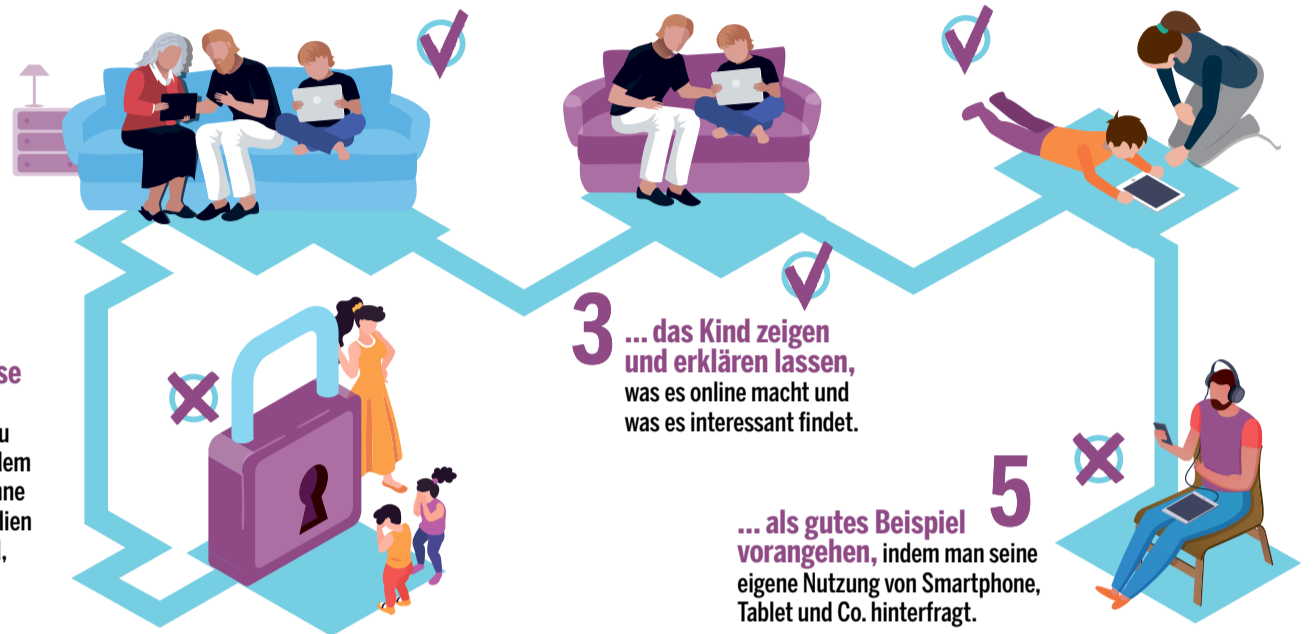 3 ... das Kind zeigen
und erklären lassen,
was es online macht und
was es interessant findet.
5
... als gutes Beispiel
vorangehen, indem man seine
eigene Nutzung von Smartphone,
Tablet und Co. hinterfragt.